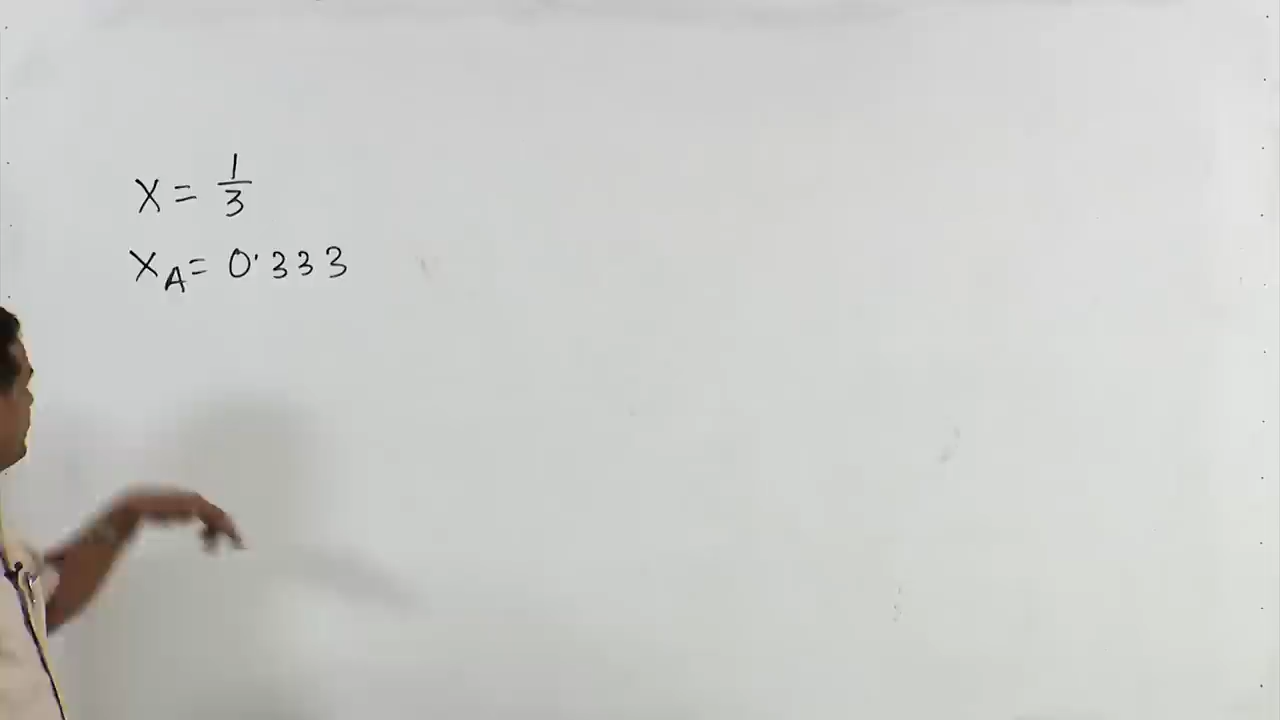 x = 1/3
x_A = 0.333